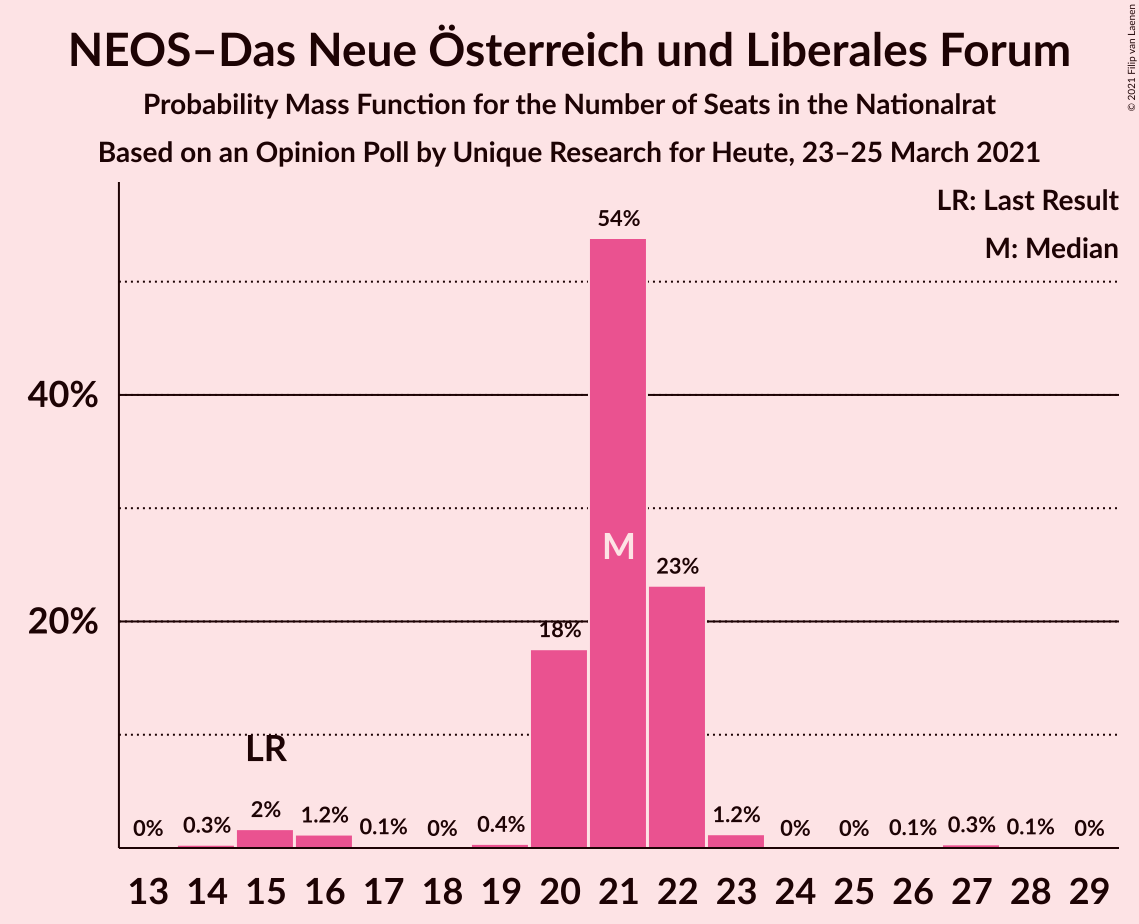 NEOS–Das Neue Österreich und Liberales Forum
Probability Mass Function for the Number of Seats in the Nationalrat
Based on an Opinion Poll by Unique Research for Heute, 23–25 March 2021
© 2021 Filip van Laenen
LR: Last Result
M: Median
54%
40%
M
23%
20%
18%
LR
0% 0.3% 2% 1.2% 0.1% 0% 0.4% 1.2% 0% 0% 0.1% 0.3% 0.1% 0%
13 14 15 16 17 18 19 20 21 22 23 24 25 26 27 28 29